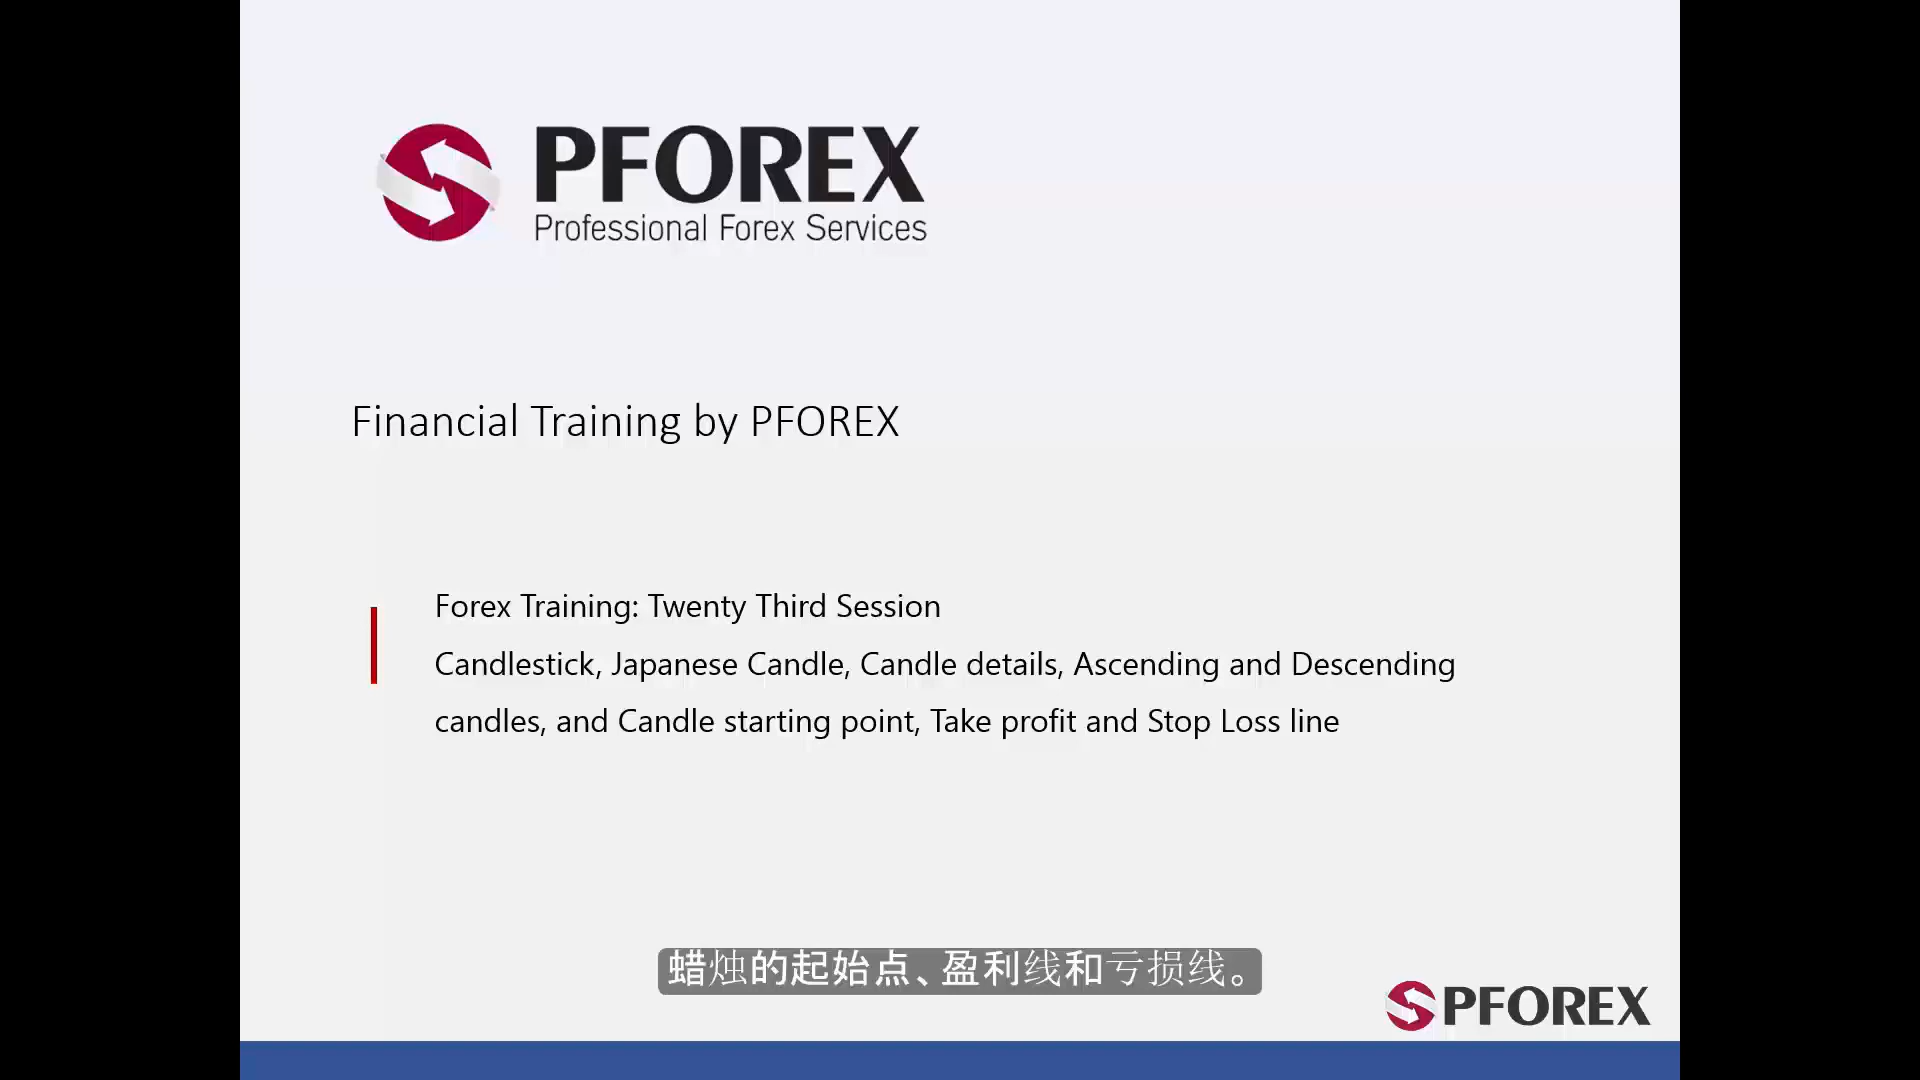 PFOREX
Professional Forex Services
Financial Training by PFOREX
Forex Training: Twenty Third Session
Candlestick, Japanese Candle, Candle details, Ascending and Descending
candles, and Candle starting point, Take profit and Stop Loss line
蜡烛的起始点、盈利线和亏损线。
PFOREX